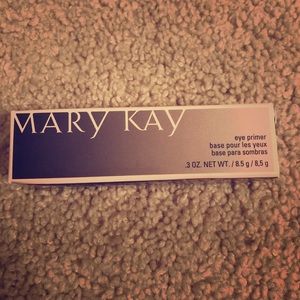 MARY KAY
eye primer
base pour les yeux
base para sombras
.3 OZ. NET WT. / 8.5 g / 8,5 g